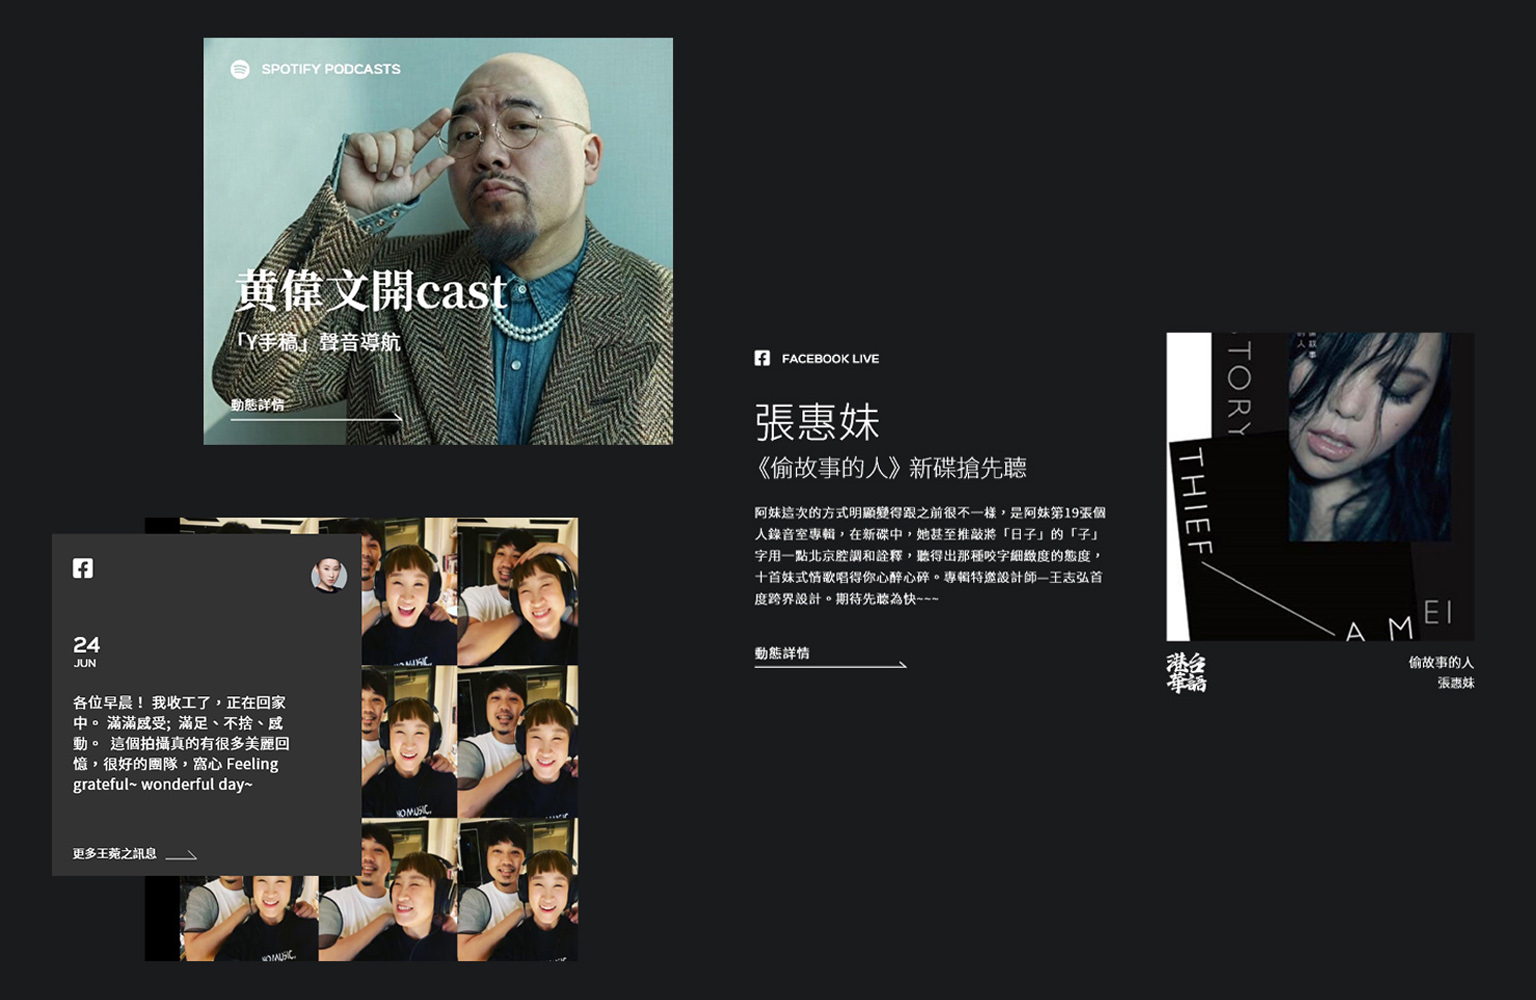 SPOTIFY PODCASTS
黄偉文開cast
「Y手稿」聲音導航
動態詳情
FACEBOOK LIVE
張惠妹
《偷故事的人》新碟搶先聽
阿妹這次的方式明顯變得跟之前很不一樣，是阿妹第19張個
人錄音室專輯，在新碟中，她甚至推敲將「日子」的「子」
字用一點北京腔調和詮釋，聽得出那種咬字細緻度的態度，
十首妹式情歌唱得你心醉心碎。專輯特邀設計師—王志弘首
度跨界設計。期待先聽為快~~~
動態詳情
STORY
THIEF
A MEI
港台
華語
偷故事的人
張惠妹
24
JUN
各位早晨！ 我收工了，正在回家
中。 滿滿感受; 滿足、不捨、感
動。 這個拍攝真的有很多美麗回
憶，很好的團隊，窩心 Feeling
grateful~ wonderful day~
更多王菀之訊息
NO MUSIC.